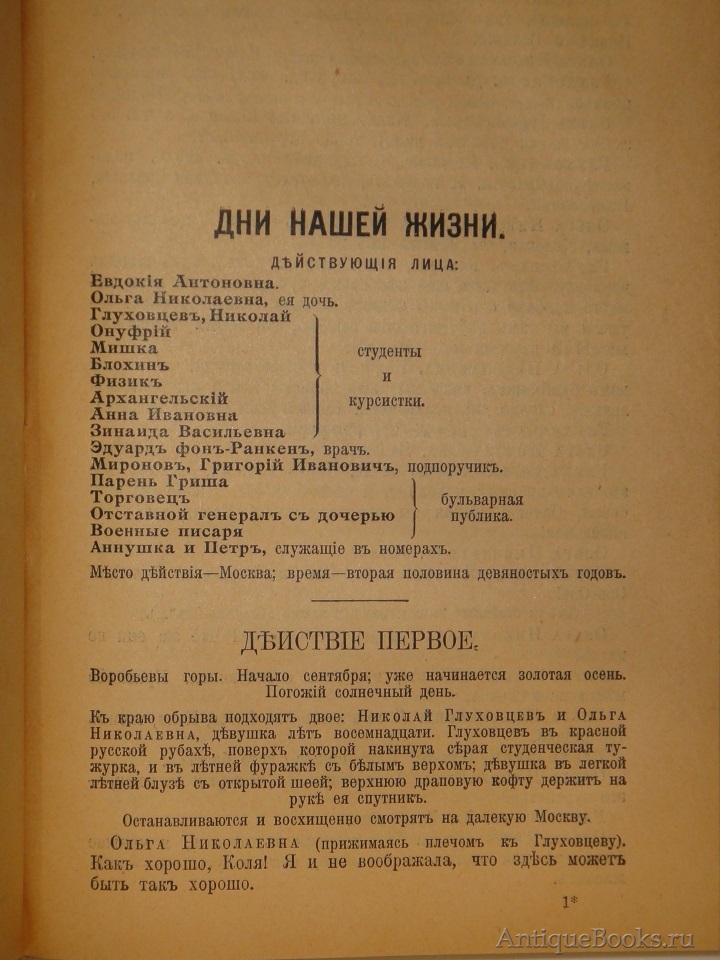 ДНИ НАШЕЙ ЖИЗНИ.
ДѢЙСТВУЮЩІЯ ЛИЦА:
Евдокія Антоновна.
Ольга Николаевна, ея дочь.
Глуховцевъ, Николай
Онуфрій
Мишка
Блохинъ
Физикъ
Архангельскій
Анна Ивановна
Зинаида Васильевна
студенты
и
курсистки.
Эдуардъ фонъ-Ранкенъ, врачъ.
Мироновъ, Григорій Ивановичъ, подпоручикъ.
Парень Гриша
Торговецъ
Отставной генералъ съ дочерью
Военные писаря
бульварная
публика.
Аннушка и Петръ, служащіе въ номерахъ.
Мѣсто дѣйствія—Москва; время—вторая половина девяностыхъ годовъ.
ДѢЙСТВІЕ ПЕРВОЕ.
Воробьевы горы. Начало сентября; уже начинается золотая осень.
Погожій солнечный день.
Къ краю обрыва подходятъ двое: Николай Глуховцевъ и Ольга
Николаевна, дѣвушка лѣтъ восемнадцати. Глуховцевъ въ красной
русской рубахѣ, поверхъ которой накинута сѣрая студенческая ту-
журка, и въ лѣтней фуражкѣ съ бѣлымъ верхомъ; дѣвушка въ легкой
лѣтней блузѣ съ открытой шеей; верхнюю драповую кофту держитъ на
рукѣ ея спутникъ.
Останавливаются и восхищенно смотрятъ на далекую Москву.
Ольга Николаевна (прижимаясь плечомъ къ Глуховцеву).
Какъ хорошо, Коля! Я и не воображала, что здѣсь можетъ
быть такъ хорошо.
1*
AntiqueBooks.ru